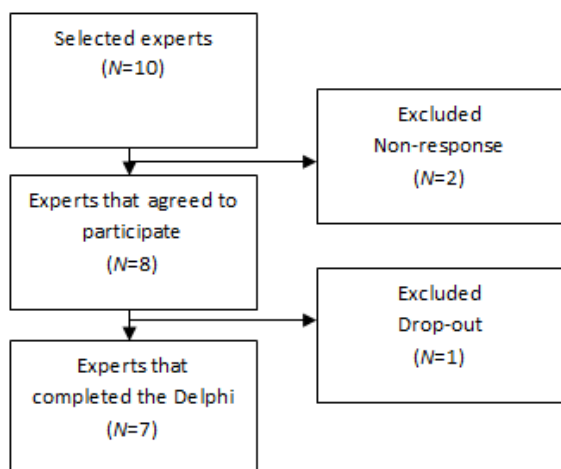 Selected experts
(N=10)
Excluded
Non-response
(N=2)
Experts that agreed to
participate
(N=8)
Excluded
Drop-out
(N=1)
Experts that
completed the Delphi
(N=7)